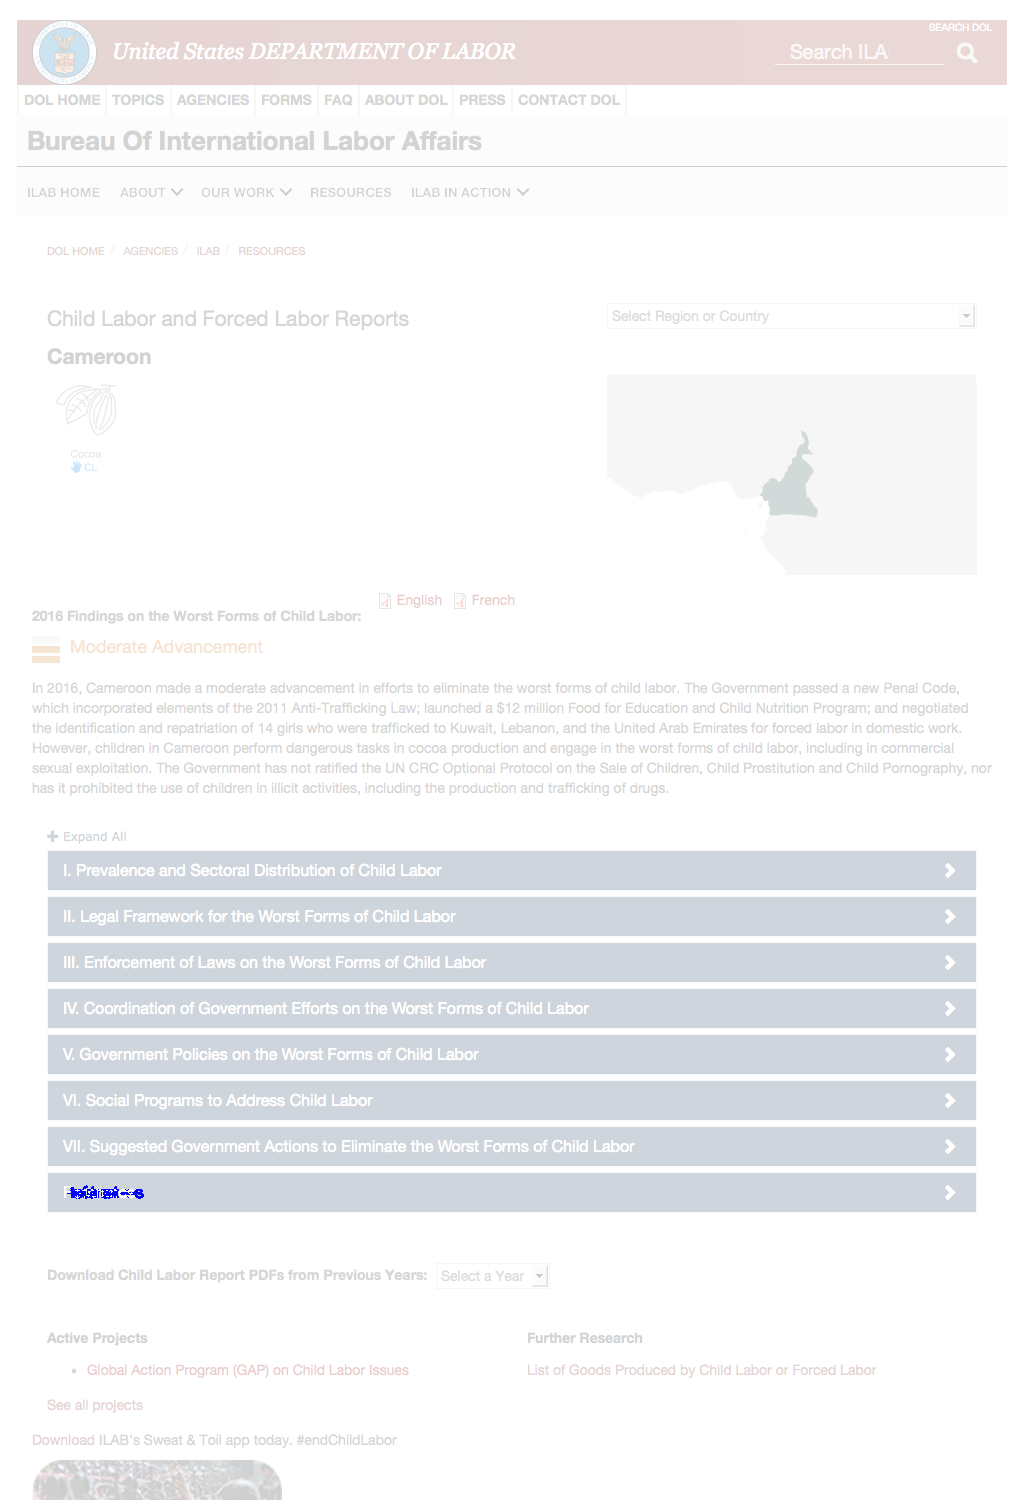 SEARCH DOL
United States DEPARTMENT OF LABOR
Search ILA
DOL HOME TOPICS AGENCIES FORMS FAQ ABOUT DOL PRESS CONTACT DOL
Bureau Of International Labor Affairs
ILAB HOME ABOUT OUR WORK RESOURCES ILAB IN ACTION
DOL HOME / AGENCIES / ILAB / RESOURCES
Child Labor and Forced Labor Reports
Select Region or Country
Cameroon
Cocoa
CL
English French
2016 Findings on the Worst Forms of Child Labor:
Moderate Advancement
In 2016, Cameroon made a moderate advancement in efforts to eliminate the worst forms of child labor. The Government passed a new Penal Code,
which incorporated elements of the 2011 Anti-Trafficking Law; launched a $12 million Food for Education and Child Nutrition Program; and negotiated
the identification and repatriation of 14 girls who were trafficked to Kuwait, Lebanon, and the United Arab Emirates for forced labor in domestic work.
However, children in Cameroon perform dangerous tasks in cocoa production and engage in the worst forms of child labor, including in commercial
sexual exploitation. The Government has not ratified the UN CRC Optional Protocol on the Sale of Children, Child Prostitution and Child Pornography, nor
has it prohibited the use of children in illicit activities, including the production and trafficking of drugs.
Expand All
I. Prevalence and Sectoral Distribution of Child Labor
II. Legal Framework for the Worst Forms of Child Labor
III. Enforcement of Laws on the Worst Forms of Child Labor
IV. Coordination of Government Efforts on the Worst Forms of Child Labor
V. Government Policies on the Worst Forms of Child Labor
VI. Social Programs to Address Child Labor
VII. Suggested Government Actions to Eliminate the Worst Forms of Child Labor
Download Child Labor Report PDFs from Previous Years: Select a Year
Active Projects
• Global Action Program (GAP) on Child Labor Issues
See all projects
Further Research
List of Goods Produced by Child Labor or Forced Labor
Download ILAB's Sweat & Toil app today. #endChildLabor